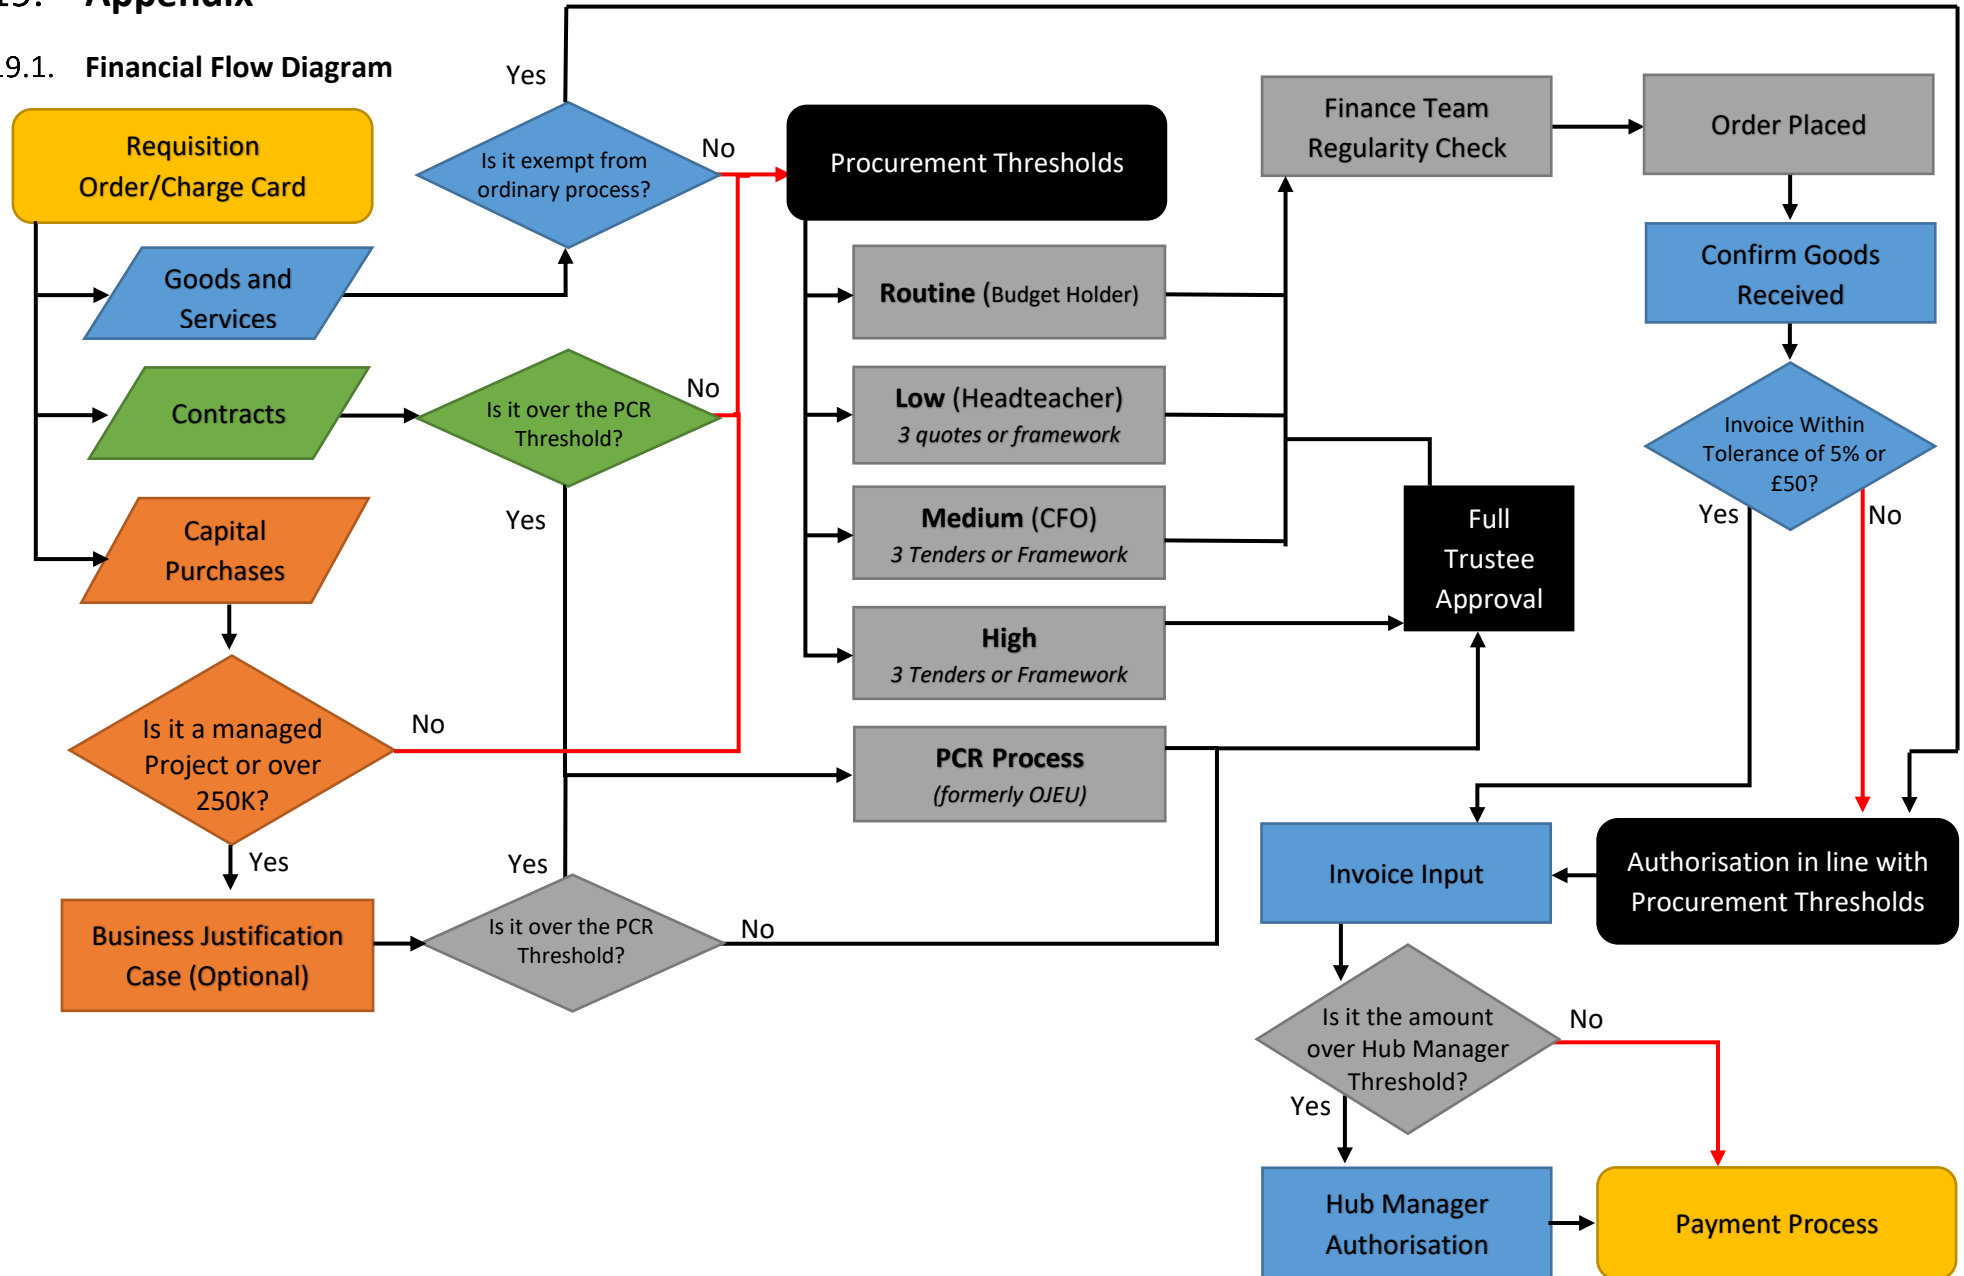 19. Appendix
19.1. Financial Flow Diagram
Requisition
Order/Charge Card
Goods and
Services
Contracts
Capital
Purchases
Is it a managed
Project or over
250K?
No
Yes
Business Justification
Case (Optional)
Yes
Is it exempt from
ordinary process?
No
Is it over the PCR
Threshold?
No
Yes
Yes
Is it over the PCR
Threshold?
No
Procurement Thresholds
Routine (Budget Holder)
Low (Headteacher)
3 quotes or framework
Medium (CFO)
3 Tenders or Framework
High
3 Tenders or Framework
PCR Process
(formerly OJEU)
Full
Trustee
Approval
Finance Team
Regularity Check
Order Placed
Confirm Goods
Received
Invoice Within
Tolerance of 5% or
£50?
Yes
No
Authorisation in line with
Procurement Thresholds
Invoice Input
Is it the amount
over Hub Manager
Threshold?
No
Yes
Hub Manager
Authorisation
Payment Process